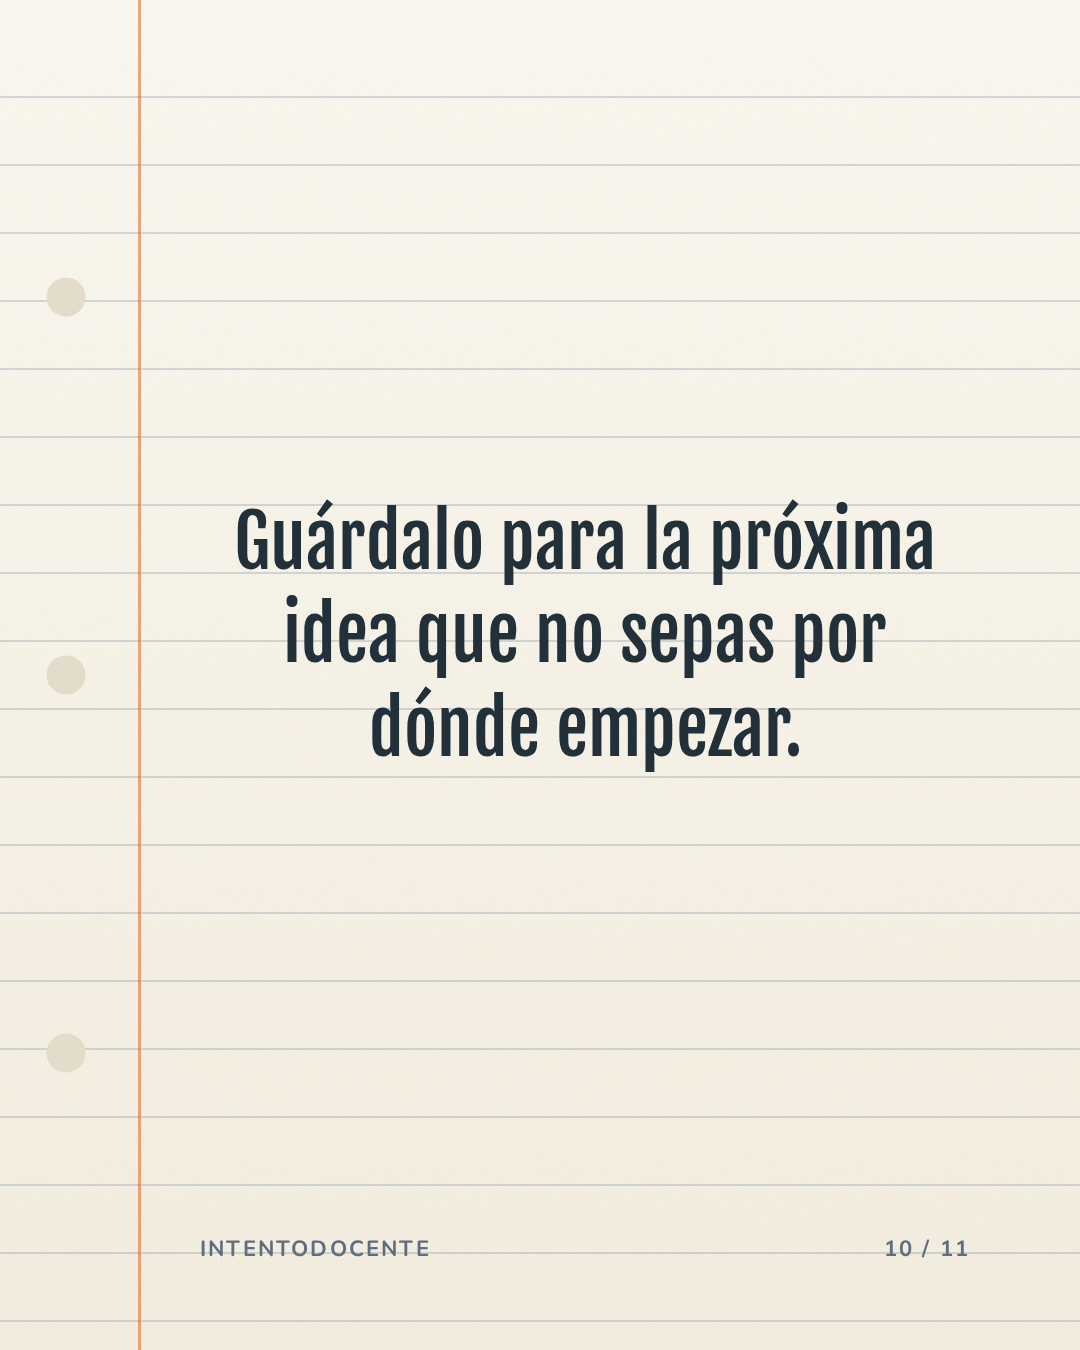 Guárdalo para la próxima
idea que no sepas por
dónde empezar.
INTENTODOCENTE
10 / 11